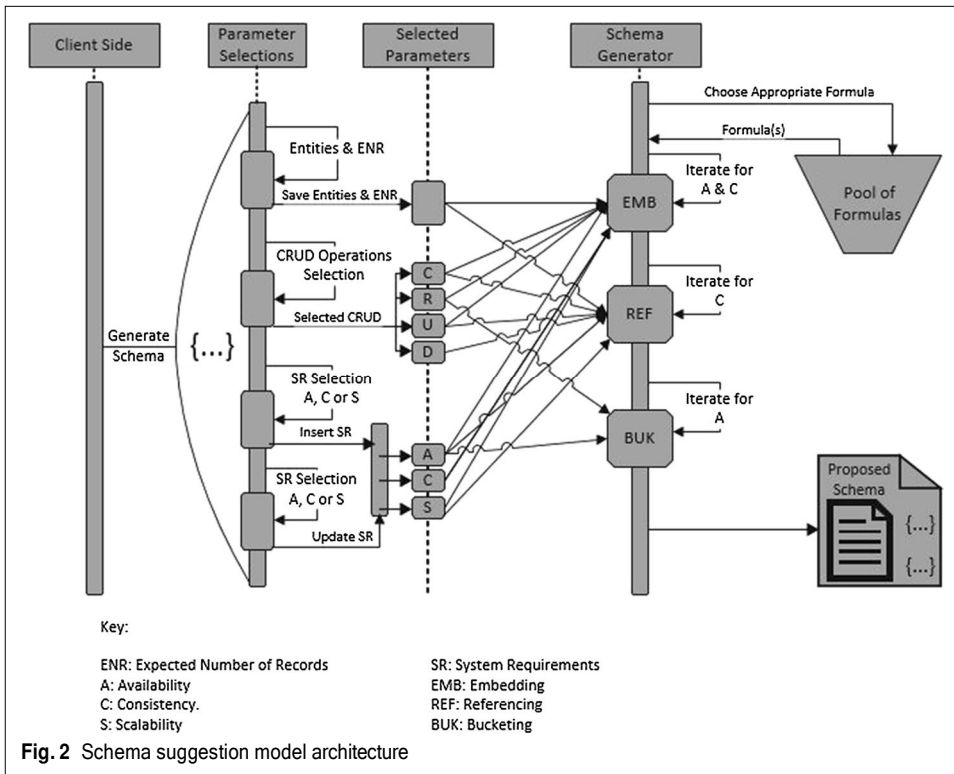 Client Side
Parameter
Selections
Selected
Parameters
Schema
Generator
Choose Appropriate Formula
Formula(s)
Entities & ENR
Save Entities & ENR
EMB
Iterate for
A & C
Pool of
Formulas
CRUD Operations
Selection
C
R
U
D
Selected CRUD
REF
Iterate for
C
Generate
Schema
{...}
SR Selection
A, C or S
Insert SR
A
C
S
BUK
Iterate for
A
SR Selection
A, C or S
Update SR
Proposed
Schema
{...}
{...}
Key:
ENR: Expected Number of Records
A: Availability
C: Consistency.
S: Scalability
SR: System Requirements
EMB: Embedding
REF: Referencing
BUK: Bucketing
Fig. 2 Schema suggestion model architecture